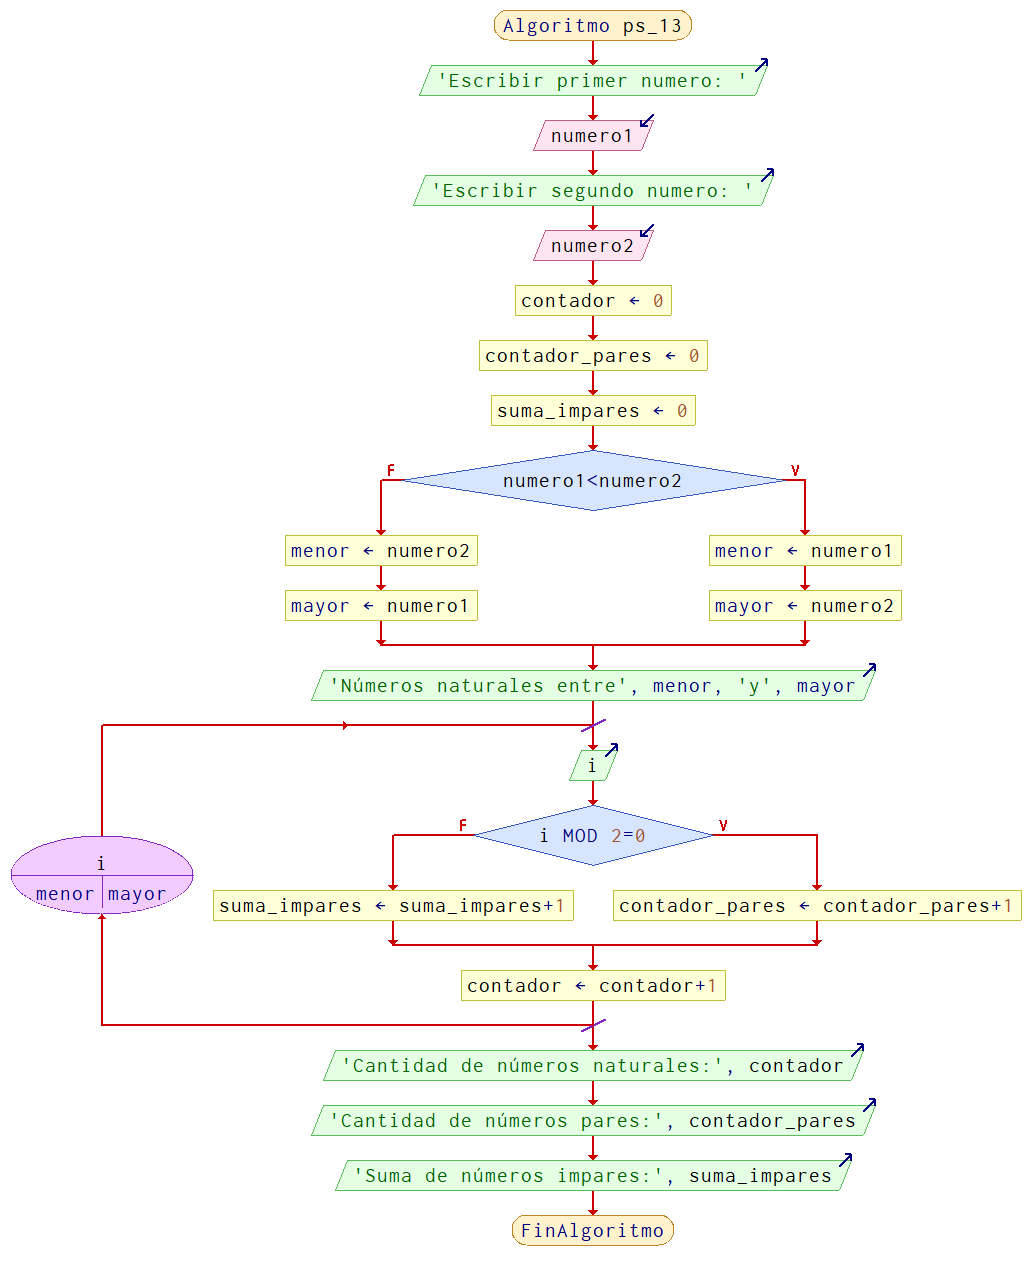 Algoritmo ps_13
'Escribir primer numero: '
numero1
'Escribir segundo numero: '
numero2
contador ← 0
contador_pares ← 0
suma_impares ← 0
F
numero1<numero2
V
menor ← numero2
mayor ← numero1
menor ← numero1
mayor ← numero2
'Números naturales entre', menor, 'y', mayor
i
menor mayor
i
F
i MOD 2=0
V
suma_impares ← suma_impares+1
contador_pares ← contador_pares+1
contador ← contador+1
'Cantidad de números naturales:', contador
'Cantidad de números pares:', contador_pares
'Suma de números impares:', suma_impares
FinAlgoritmo